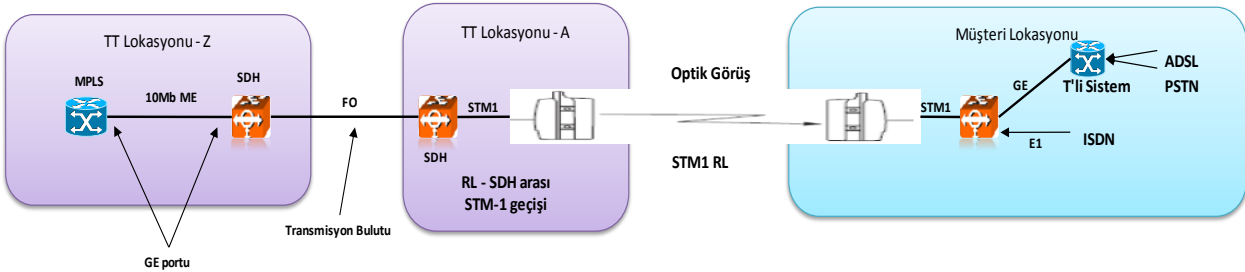 TT Lokasyonu - Z
MPLS
SDH
10Mb ME
GE portu
FO
Transmisyon Bulutu
TT Lokasyonu - A
STM1
SDH
RL - SDH arası
STM-1 geçişi
Optik Görüş
STM1 RL
Müşteri Lokasyonu
STM1
GE
T'li Sistem
ADSL
PSTN
E1
ISDN